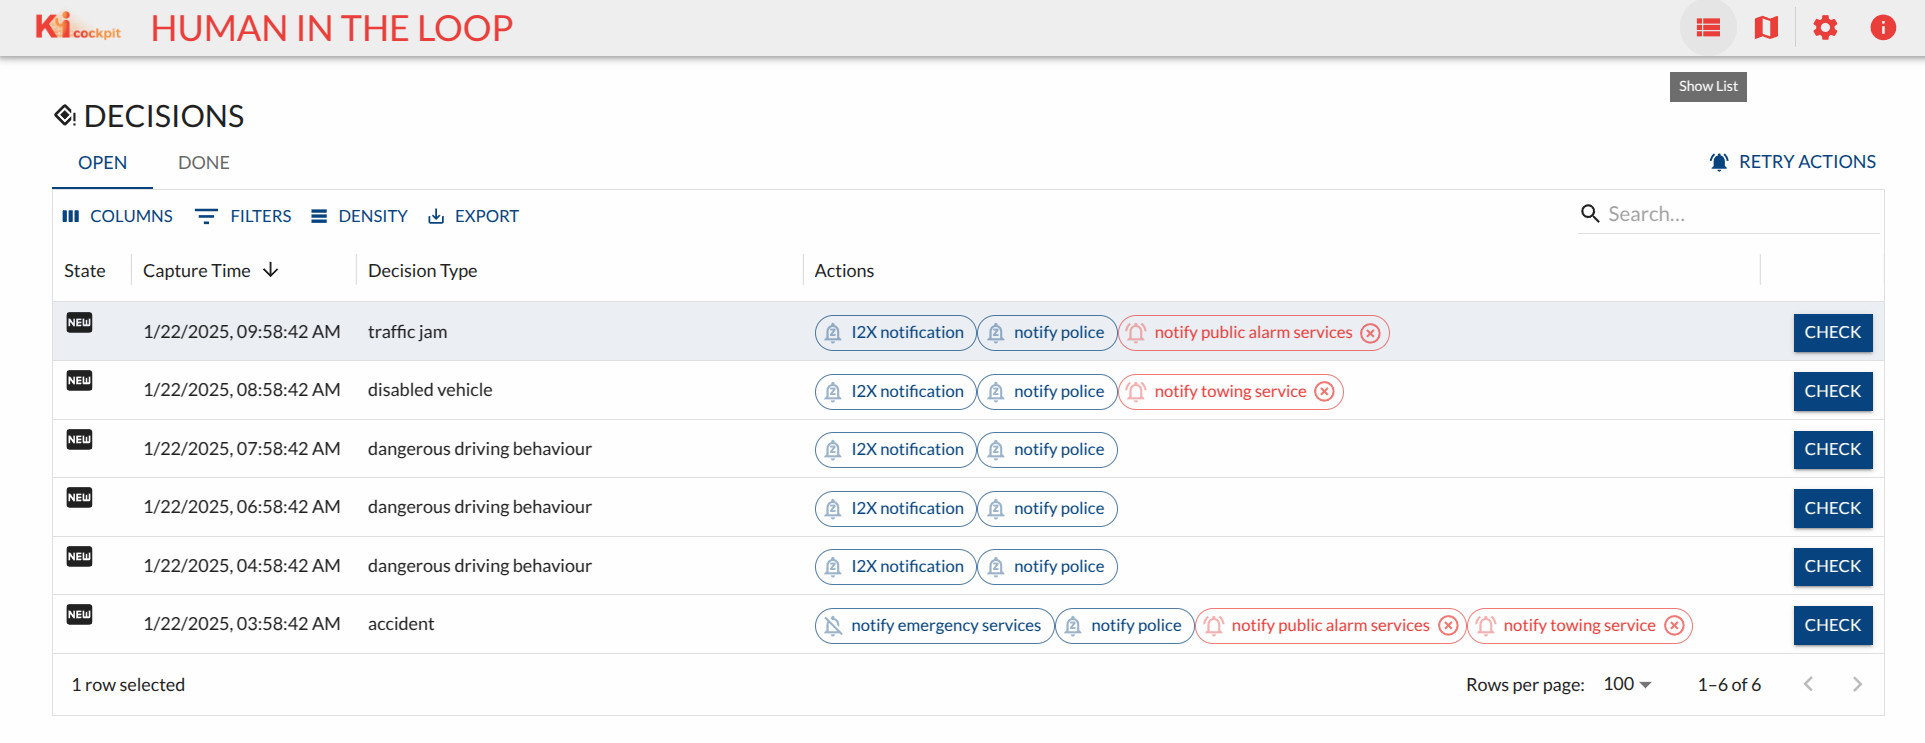 Ki cockpit HUMAN IN THE LOOP
Show List
DECISIONS
OPEN DONE RETRY ACTIONS
COLUMNS FILTERS DENSITY EXPORT Search...
State Capture Time Decision Type Actions
NEW 1/22/2025, 09:58:42 AM traffic jam I2X notification notify police notify public alarm services CHECK
NEW 1/22/2025, 08:58:42 AM disabled vehicle I2X notification notify police notify towing service CHECK
NEW 1/22/2025, 07:58:42 AM dangerous driving behaviour I2X notification notify police CHECK
NEW 1/22/2025, 06:58:42 AM dangerous driving behaviour I2X notification notify police CHECK
NEW 1/22/2025, 04:58:42 AM dangerous driving behaviour I2X notification notify police CHECK
NEW 1/22/2025, 03:58:42 AM accident notify emergency services notify police notify public alarm services notify towing service CHECK
1 row selected Rows per page: 100 1–6 of 6